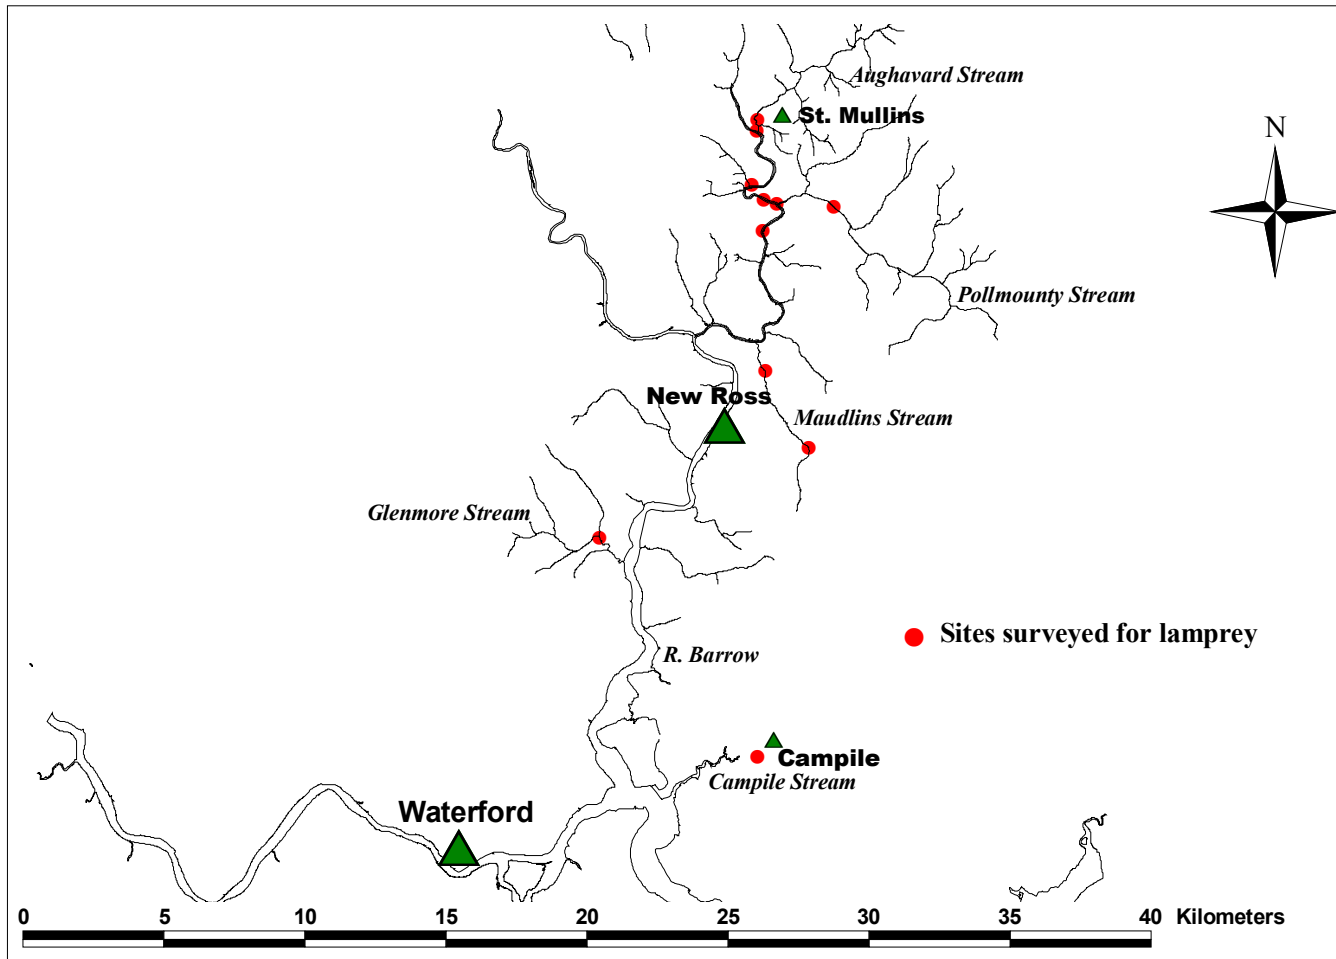 Aughavard Stream
St. Mullins
N
Pollmounty Stream
New Ross
Maudlins Stream
Glenmore Stream
Sites surveyed for lamprey
R. Barrow
Campile
Campile Stream
Waterford
0 5 10 15 20 25 30 35 40 Kilometers